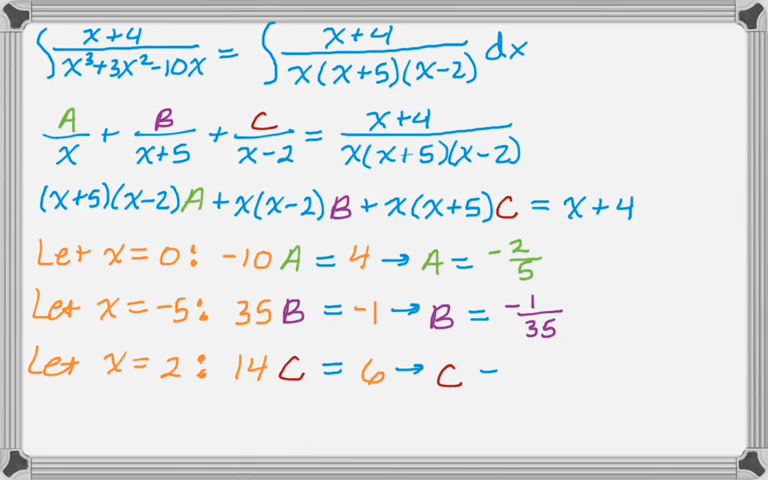 ∫ x+4 / x³+3x²-10x = ∫ x+4 / x(x+5)(x-2) dx
A/x + B/x+5 + C/x-2 = x+4 / x(x+5)(x-2)
(x+5)(x-2)A + x(x-2)B + x(x+5)C = x+4
Let x=0: -10A = 4 → A = -2/5
Let x=-5: 35B = -1 → B = -1/35
Let x=2: 14C = 6 → C -